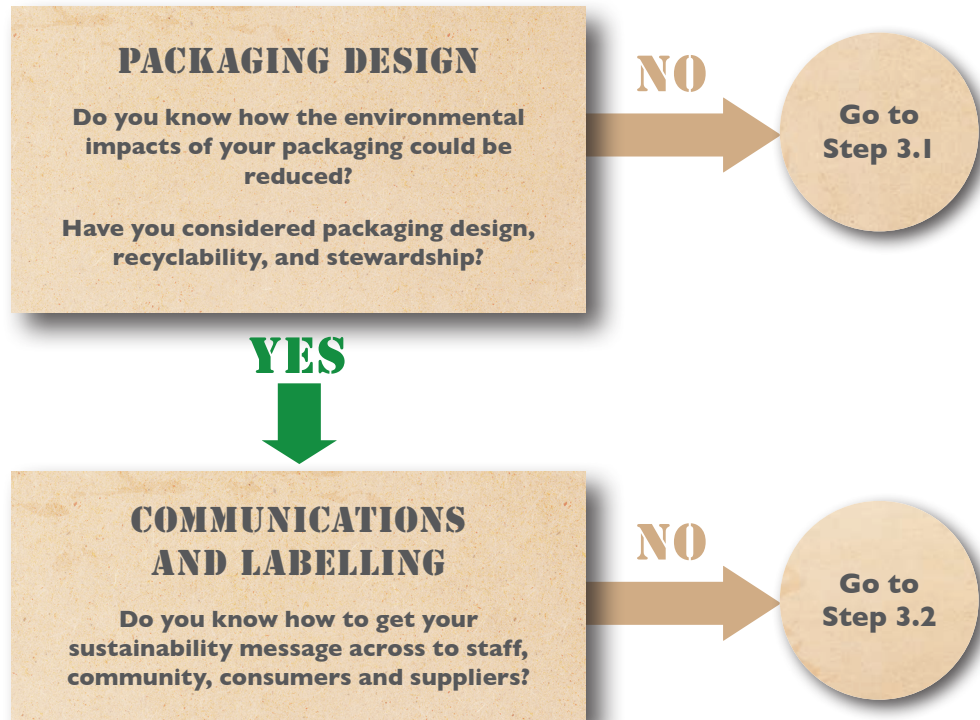 PACKAGING DESIGN
Do you know how the environmental
impacts of your packaging could be
reduced?
Have you considered packaging design,
recyclability, and stewardship?
NO
Go to
Step 3.1
YES
COMMUNICATIONS
AND LABELLING
Do you know how to get your
sustainability message across to staff,
community, consumers and suppliers?
NO
Go to
Step 3.2